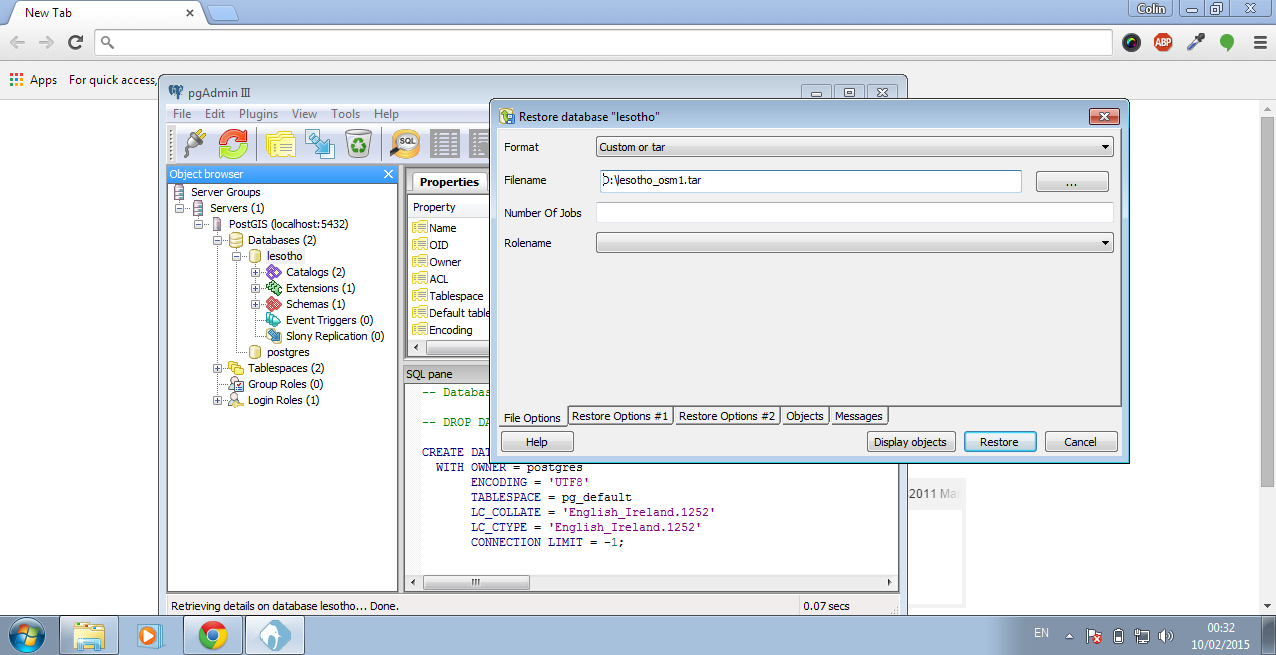 New Tab
Colin
Apps For quick access,
ABP
pgAdmin III
File Edit Plugins View Tools Help
SQL
Object browser
Server Groups
Servers (1)
PostGIS (localhost:5432)
Databases (2)
lesotho
Catalogs (2)
Extensions (1)
Schemas (1)
Event Triggers (0)
Slony Replication (0)
postgres
Tablespaces (2)
Group Roles (0)
Login Roles (1)
Properties
Property
Name
OID
Owner
ACL
Tablespace
Default table
Encoding
SQL pane
-- Databas
-- DROP DA
CREATE DAT
WITH OWNER = postgres
ENCODING = 'UTF8'
TABLESPACE = pg_default
LC_COLLATE = 'English_Ireland.1252'
LC_CTYPE = 'English_Ireland.1252'
CONNECTION LIMIT = -1;
Retrieving details on database lesotho... Done.
0.07 secs
Restore database "lesotho"
Format Custom or tar
Filename D:\lesotho_osm1.tar ...
Number Of Jobs
Rolename
File Options Restore Options #1 Restore Options #2 Objects Messages
Help Display objects Restore Cancel
2011 Ma
EN
00:32
10/02/2015